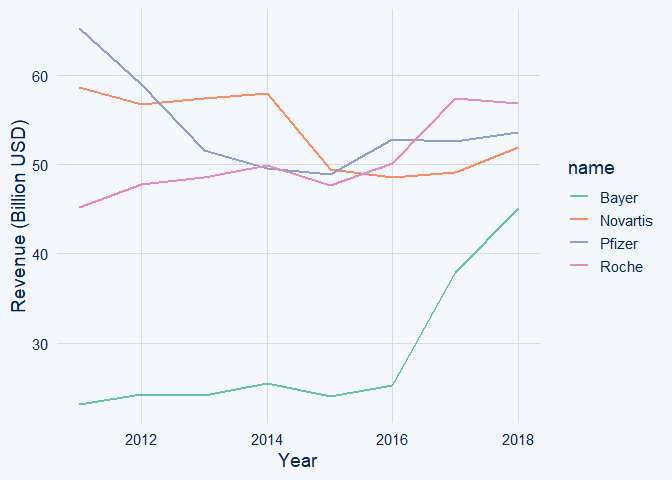 60
50
40
30
Revenue (Billion USD)
2012
2014
2016
2018
Year
name
Bayer
Novartis
Pfizer
Roche